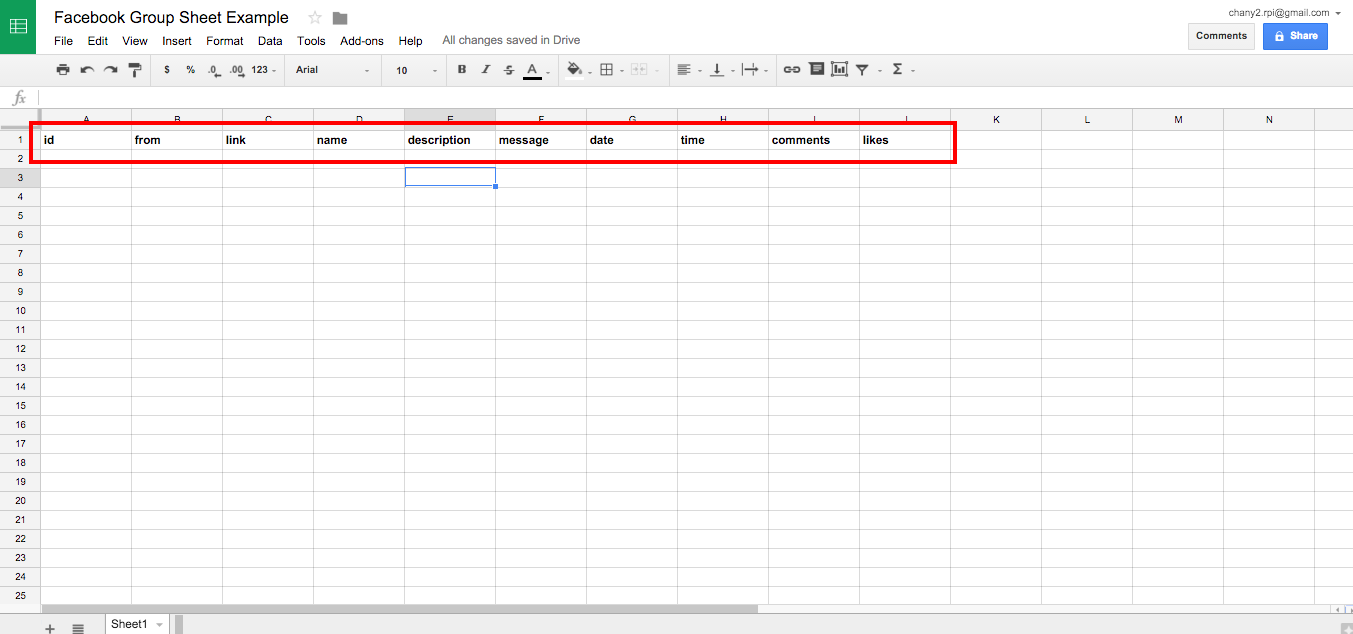 Facebook Group Sheet Example
chany2.rpi@gmail.com
File Edit View Insert Format Data Tools Add-ons Help All changes saved in Drive
Comments Share
$ % .0 .00 123 Arial 10 B I S A Σ
fx
A B C D E F G H I J K L M N
1 id from link name description message date time comments likes
2
3
4
5
6
7
8
9
10
11
12
13
14
15
16
17
18
19
20
21
22
23
24
25
+ Sheet1